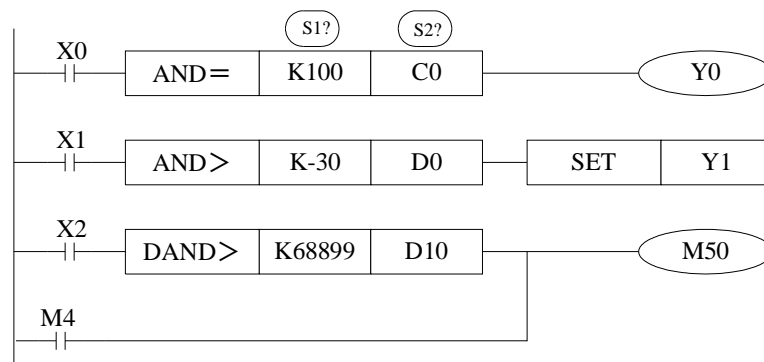 S1? S2?
X0
AND= K100 C0 Y0
X1
AND> K-30 D0 SET Y1
X2
DAND> K68899 D10 M50
M4